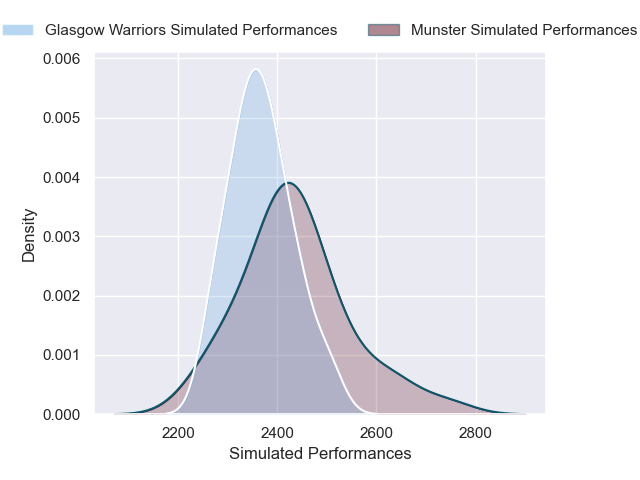 Glasgow Warriors Simulated Performances Munster Simulated Performances
0.006
0.005
0.004
0.003
0.002
0.001
0.000
Density
2200 2400 2600 2800
Simulated Performances